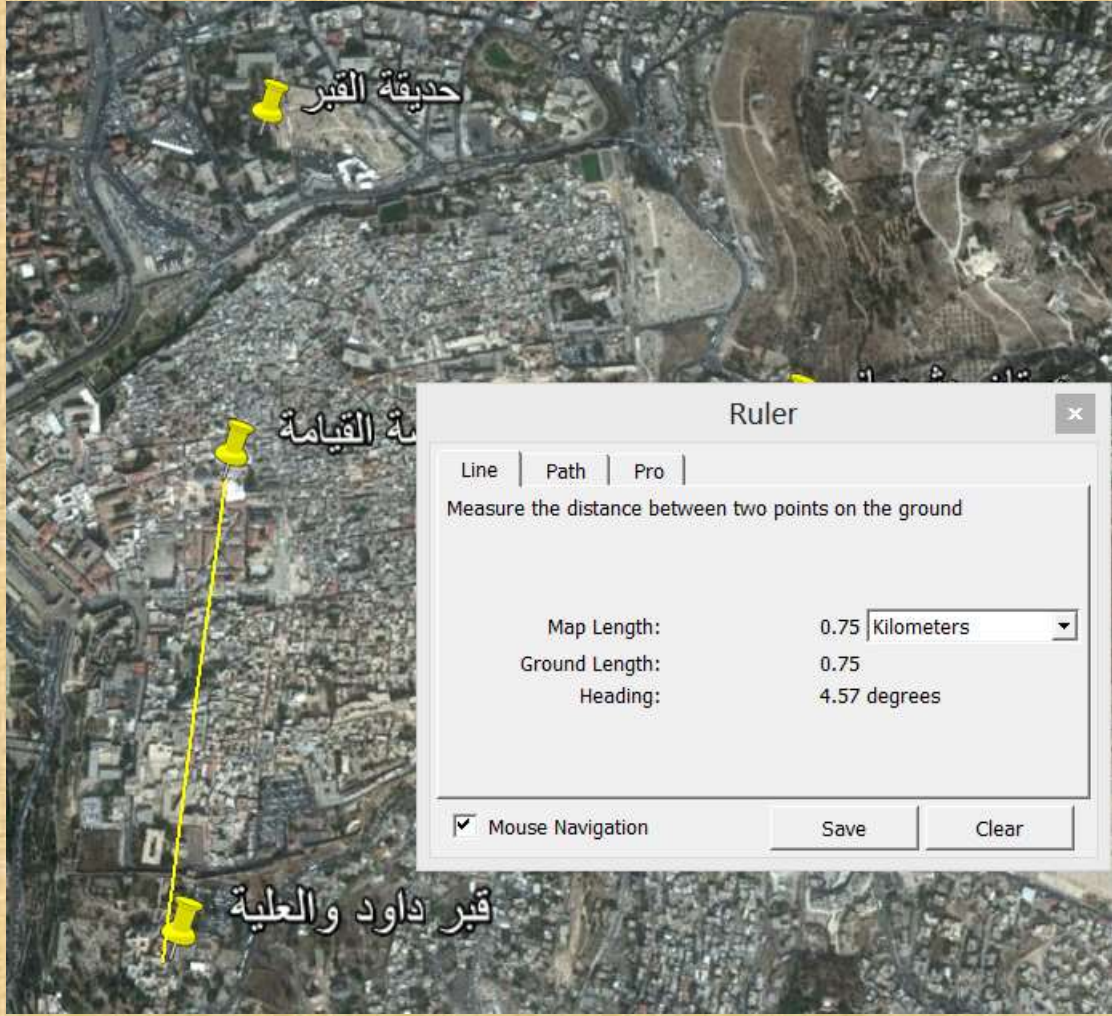 حديقة القبر
القيامة
قبر داود والعلية
Ruler
Line Path Pro
Measure the distance between two points on the ground
Map Length: 0.75 Kilometers
Ground Length: 0.75
Heading: 4.57 degrees
Mouse Navigation Save Clear